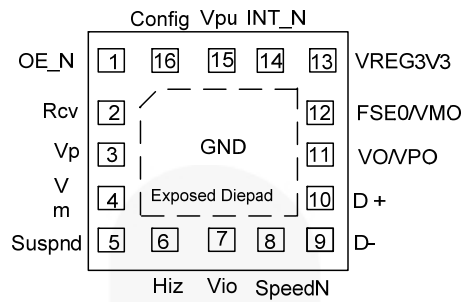 Config Vpu INT_N
OE_N 1 16 15 14 13 VREG3V3
Rcv 2 12 FSE0/VMO
Vp 3 GND 11 VO/VPO
V
m 4 Exposed Diepad 10 D+
Suspnd 5 6 7 8 9 D-
Hiz Vio SpeedN